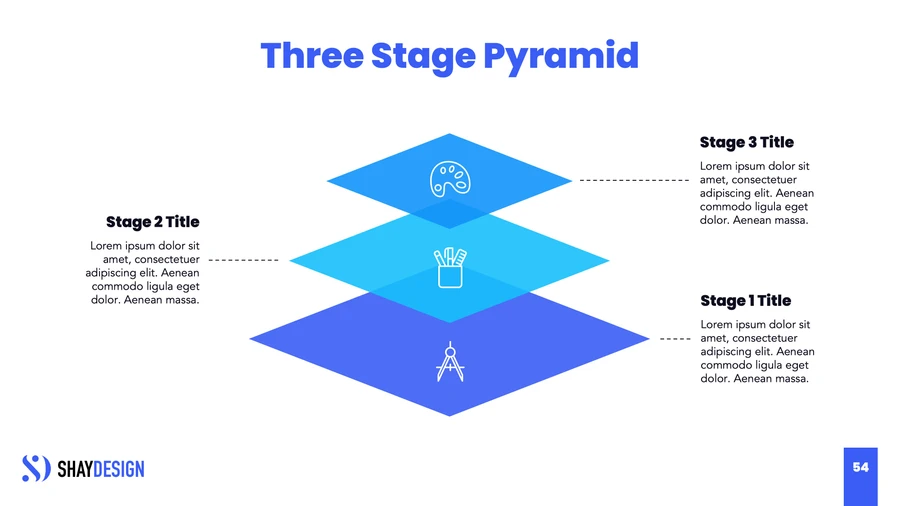 Three Stage Pyramid
Stage 3 Title
Lorem ipsum dolor sit
amet, consectetuer
adipiscing elit. Aenean
commodo ligula eget
dolor. Aenean massa.
Stage 2 Title
Lorem ipsum dolor sit
amet, consectetuer
adipiscing elit. Aenean
commodo ligula eget
dolor. Aenean massa.
Stage 1 Title
Lorem ipsum dolor sit
amet, consectetuer
adipiscing elit. Aenean
commodo ligula eget
dolor. Aenean massa.
SHAYDESIGN
54